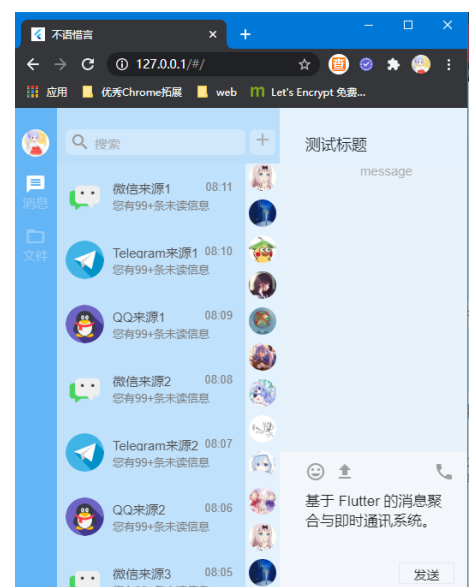 不语惜言
127.0.0.1/#/
应用 优秀Chrome拓展 web Let's Encrypt 免费...
搜索
测试标题
message
消息
文件
微信来源1 08:11
您有99+条未读信息
Telegram来源1 08:10
您有99+条未读信息
QQ来源1 08:09
您有99+条未读信息
微信来源2 08:08
您有99+条未读信息
Telegram来源2 08:07
您有99+条未读信息
QQ来源2 08:06
您有99+条未读信息
微信来源3 08:05
基于 Flutter 的消息聚
合与即时通讯系统。
发送